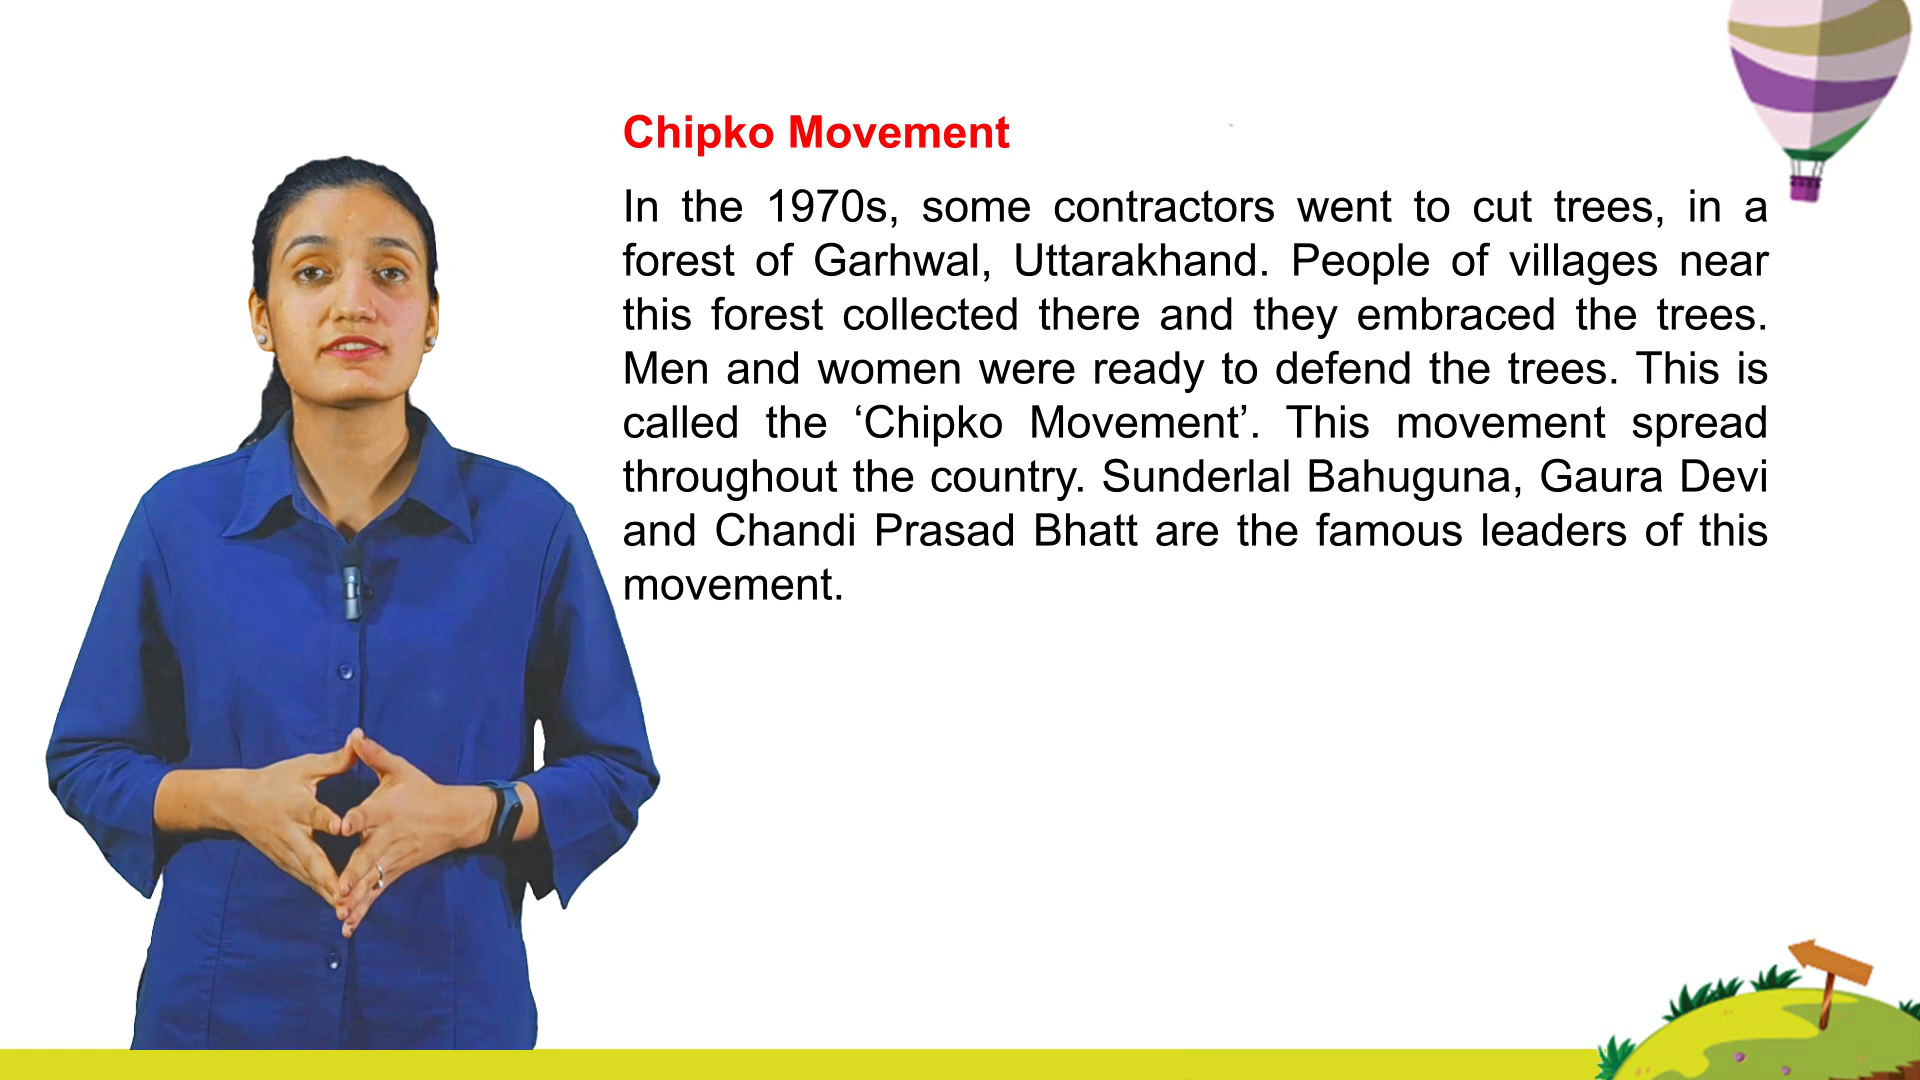 Chipko Movement
In the 1970s, some contractors went to cut trees, in a
forest of Garhwal, Uttarakhand. People of villages near
this forest collected there and they embraced the trees.
Men and women were ready to defend the trees. This is
called the ‘Chipko Movement’. This movement spread
throughout the country. Sunderlal Bahuguna, Gaura Devi
and Chandi Prasad Bhatt are the famous leaders of this
movement.